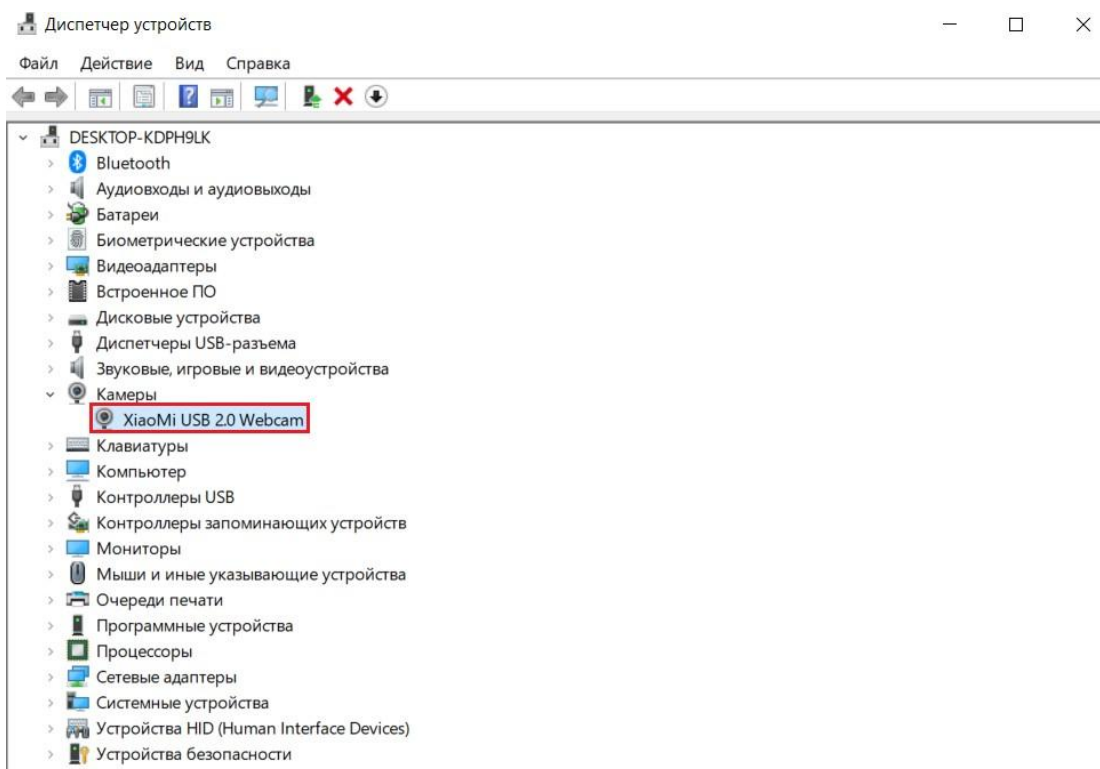 Диспетчер устройств
Файл Действие Вид Справка
DESKTOP-KDPH9LK
Bluetooth
Аудиовходы и аудиовыходы
Батареи
Биометрические устройства
Видеоадаптеры
Встроенное ПО
Дисковые устройства
Диспетчеры USB-разъема
Звуковые, игровые и видеоустройства
Камеры
XiaoMi USB 2.0 Webcam
Клавиатуры
Компьютер
Контроллеры USB
Контроллеры запоминающих устройств
Мониторы
Мыши и иные указывающие устройства
Очереди печати
Программные устройства
Процессоры
Сетевые адаптеры
Системные устройства
Устройства HID (Human Interface Devices)
Устройства безопасности